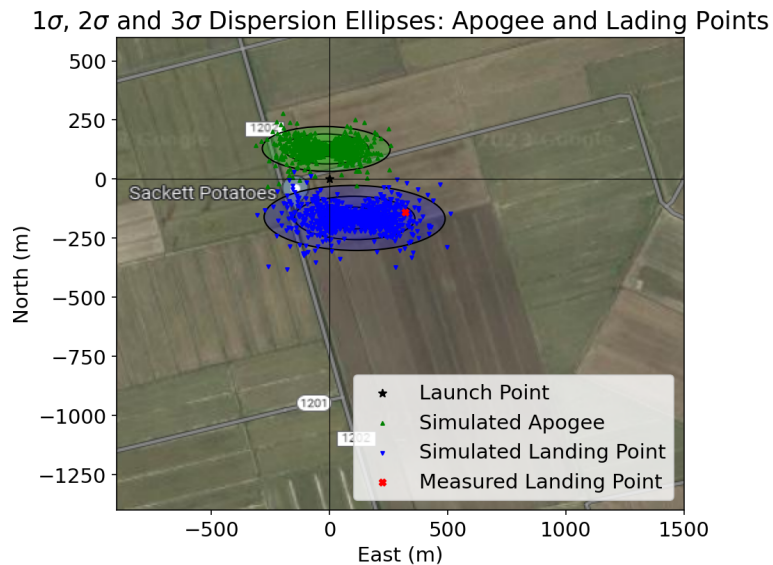 1σ, 2σ and 3σ Dispersion Ellipses: Apogee and Lading Points
500
250
0
−250
−500
−750
−1000
−1250
North (m)
Sackett Potatoes
1201
1202
Launch Point
Simulated Apogee
Simulated Landing Point
Measured Landing Point
−500
0
500
1000
1500
East (m)